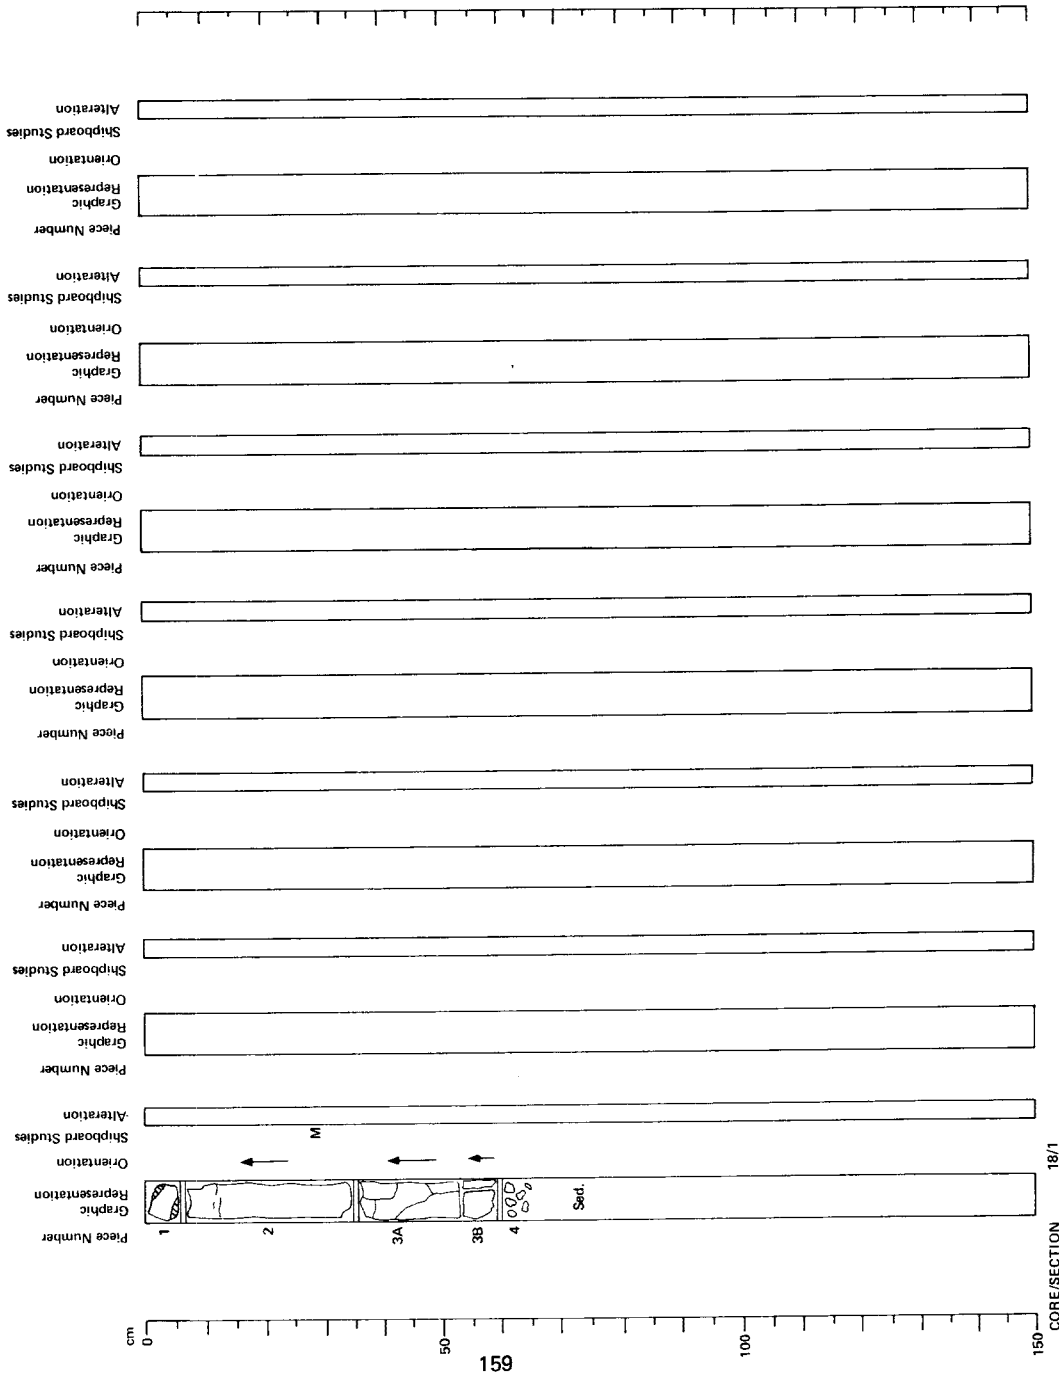 cm
0
50
100
150
Piece Number
1
2
3A
3B
4
Graphic
Representation
Sed.
Orientation
Shipboard Studies
M
Alteration
Piece Number
Graphic
Representation
Orientation
Shipboard Studies
Alteration
Piece Number
Graphic
Representation
Orientation
Shipboard Studies
Alteration
Piece Number
Graphic
Representation
Orientation
Shipboard Studies
Alteration
Piece Number
Graphic
Representation
Orientation
Shipboard Studies
Alteration
Piece Number
Graphic
Representation
Orientation
Shipboard Studies
Alteration
Piece Number
Graphic
Representation
Orientation
Shipboard Studies
Alteration
CORE/SECTION 18/1
159